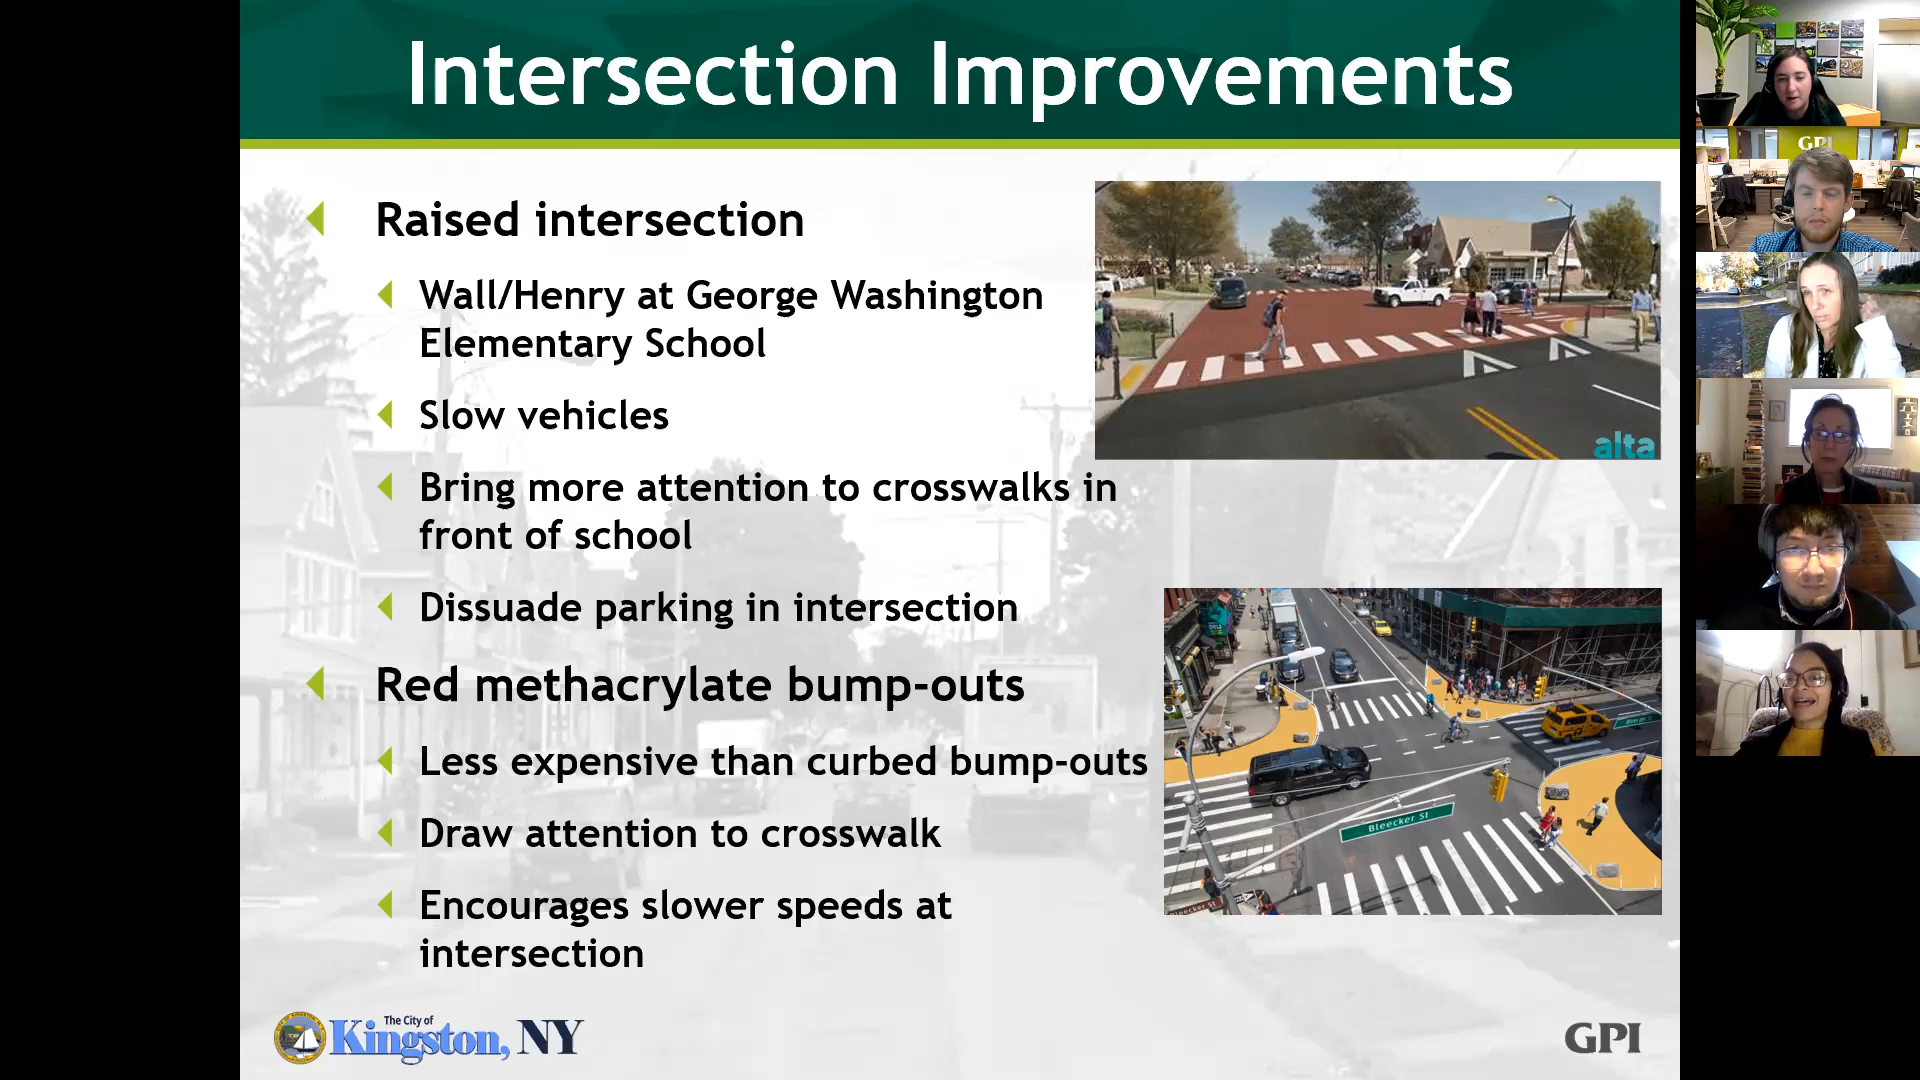 Intersection Improvements
Raised intersection
Wall/Henry at George Washington
Elementary School
Slow vehicles
Bring more attention to crosswalks in
front of school
Dissuade parking in intersection
Red methacrylate bump-outs
Less expensive than curbed bump-outs
Draw attention to crosswalk
Encourages slower speeds at
intersection
alta
Bleecker St
Bleecker St
The City of
Kingston, NY
GPI
GPI